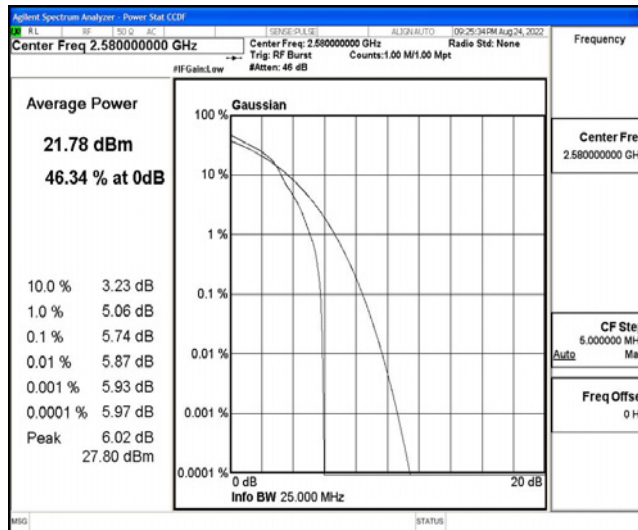 Agilent Spectrum Analyzer - Power Stat CCDF
RL RF 50 Ω AC SENSE:PULSE ALIGNAUTO 09:25:34PM Aug 24, 2022
Center Freq 2.580000000 GHz
Center Freq: 2.580000000 GHz Radio Std: None
Trig: RF Burst Counts:1.00 M/1.00 Mpt
#IFGain:Low #Atten: 46 dB
Frequency
Average Power
21.78 dBm
46.34 % at 0dB
10.0 % 3.23 dB
1.0 % 5.06 dB
0.1 % 5.74 dB
0.01 % 5.87 dB
0.001 % 5.93 dB
0.0001 % 5.97 dB
Peak 6.02 dB
27.80 dBm
Gaussian
100 %
10 %
1 %
0.1 %
0.01 %
0.001 %
0.0001 %
0 dB 20 dB
Info BW 25.000 MHz
Center Fre
2.580000000 GH
CF Step
5.000000 MH
Auto Ma
Freq Offse
0 H
MSG STATUS